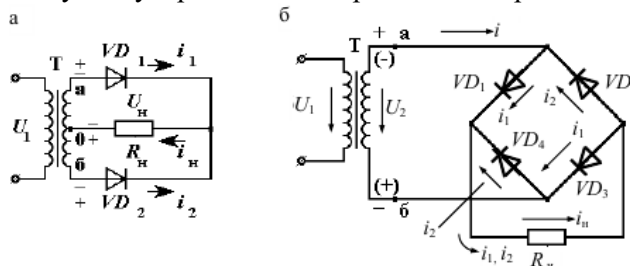 а
T
VD 1
i 1
U 1
а
U н
0
R н
i н
б
VD 2
i 2
+
−
б
+ а
(-)
i
T
VD1
VD
i1
i2
U1
U2
VD4
i1
VD3
(+)
− б
i2
iн
i1, i2
R